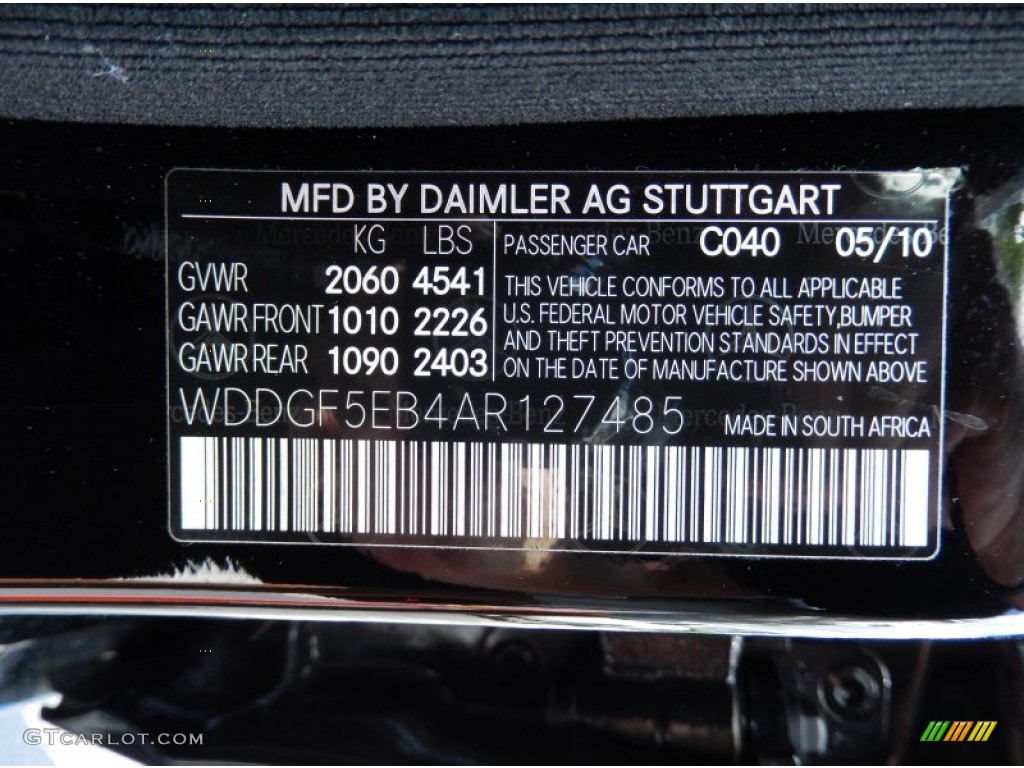 MFD BY DAIMLER AG STUTTGART
KG LBS
GVWR 2060 4541
GAWR FRONT 1010 2226
GAWR REAR 1090 2403
PASSENGER CAR C040 05/10
THIS VEHICLE CONFORMS TO ALL APPLICABLE
U.S. FEDERAL MOTOR VEHICLE SAFETY,BUMPER
AND THEFT PREVENTION STANDARDS IN EFFECT
ON THE DATE OF MANUFACTURE SHOWN ABOVE
WDDGF5EB4AR127485 MADE IN SOUTH AFRICA
GTCARLOT.COM